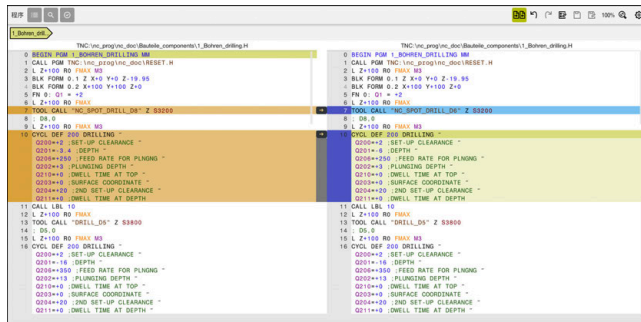 程序
100%
1_Bohren_drill...
TNC:\nc_prog\nc_doc\Bauteile_components\1_Bohren_drilling.H
0 BEGIN PGM 1_BOHREN_DRILLING MM
1 CALL PGM TNC:\nc_prog\nc_doc\RESET.H
2 L Z+100 R0 FMAX M3
3 BLK FORM 0.1 Z X+0 Y+0 Z-19.95
4 BLK FORM 0.2 X+100 Y+100 Z+0
5 FN 0: Q1 = +2
6 L Z+100 R0 FMAX
7 TOOL CALL "NC_SPOT_DRILL_D8" Z S3200
8 ; D8,0
9 L Z+100 R0 FMAX M3
10 CYCL DEF 200 DRILLING ~
Q200=+2 ;SET-UP CLEARANCE ~
Q201=-3.4 ;DEPTH ~
Q206=+250 ;FEED RATE FOR PLNGNG ~
Q202=+3 ;PLUNGING DEPTH ~
Q210=+0 ;DWELL TIME AT TOP ~
Q203=+0 ;SURFACE COORDINATE ~
Q204=+20 ;2ND SET-UP CLEARANCE ~
Q211=+0 ;DWELL TIME AT DEPTH
11 CALL LBL 10
12 L Z+100 R0 FMAX
13 TOOL CALL "DRILL_D5" Z S3800
14 ; D5,0
15 L Z+100 R0 FMAX M3
16 CYCL DEF 200 DRILLING ~
Q200=+2 ;SET-UP CLEARANCE ~
Q201=-16 ;DEPTH ~
Q206=+350 ;FEED RATE FOR PLNGNG ~
Q202=+13 ;PLUNGING DEPTH ~
Q210=+0 ;DWELL TIME AT TOP ~
Q203=+0 ;SURFACE COORDINATE ~
Q204=+20 ;2ND SET-UP CLEARANCE ~
Q211=+0 ;DWELL TIME AT DEPTH ~
TNC:\nc_prog\nc_doc\Bauteile_components\1_Bohren_drilling.H
0 BEGIN PGM 1_BOHREN_DRILLING MM
1 CALL PGM TNC:\nc_prog\nc_doc\RESET.H
2 L Z+100 R0 FMAX M3
3 BLK FORM 0.1 Z X+0 Y+0 Z-19.95
4 BLK FORM 0.2 X+100 Y+100 Z+0
5 FN 0: Q1 = +2
6 L Z+100 R0 FMAX
7 TOOL CALL "NC_SPOT_DRILL_D6" Z S3200
8 ; D8,0
9 L Z+100 R0 FMAX M3
10 CYCL DEF 200 DRILLING ~
Q200=+2 ;SET-UP CLEARANCE ~
Q201=-6 ;DEPTH ~
Q206=+250 ;FEED RATE FOR PLNGNG ~
Q202=+3 ;PLUNGING DEPTH ~
Q210=+0 ;DWELL TIME AT TOP ~
Q203=+0 ;SURFACE COORDINATE ~
Q204=+20 ;2ND SET-UP CLEARANCE ~
Q211=+0 ;DWELL TIME AT DEPTH
11 CALL LBL 10
12 L Z+100 R0 FMAX
13 TOOL CALL "DRILL_D5" Z S3800
14 ; D5,0
15 L Z+100 R0 FMAX M3
16 CYCL DEF 200 DRILLING ~
Q200=+2 ;SET-UP CLEARANCE ~
Q201=-16 ;DEPTH ~
Q206=+350 ;FEED RATE FOR PLNGNG ~
Q202=+13 ;PLUNGING DEPTH ~
Q210=+0 ;DWELL TIME AT TOP ~
Q203=+0 ;SURFACE COORDINATE ~
Q204=+20 ;2ND SET-UP CLEARANCE ~
Q211=+0 ;DWELL TIME AT DEPTH ~